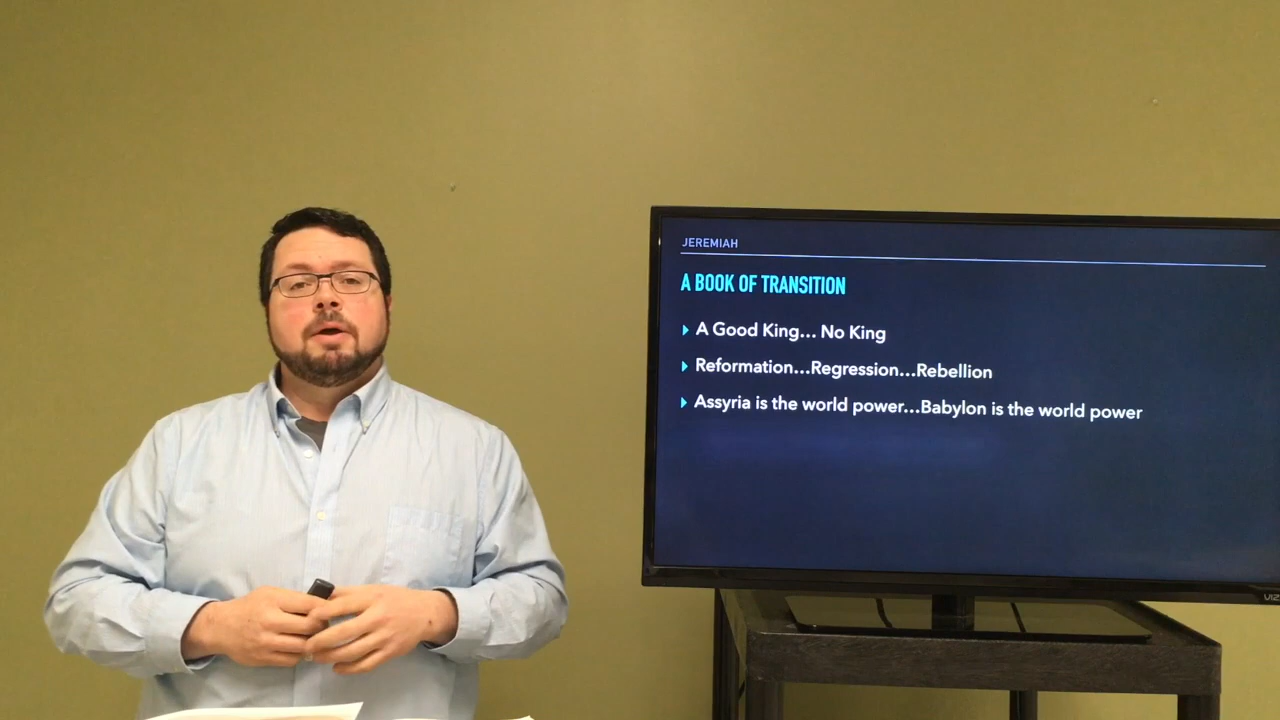 JEREMIAH
A BOOK OF TRANSITION
A Good King... No King
Reformation...Regression...Rebellion
Assyria is the world power...Babylon is the world power
VIZ